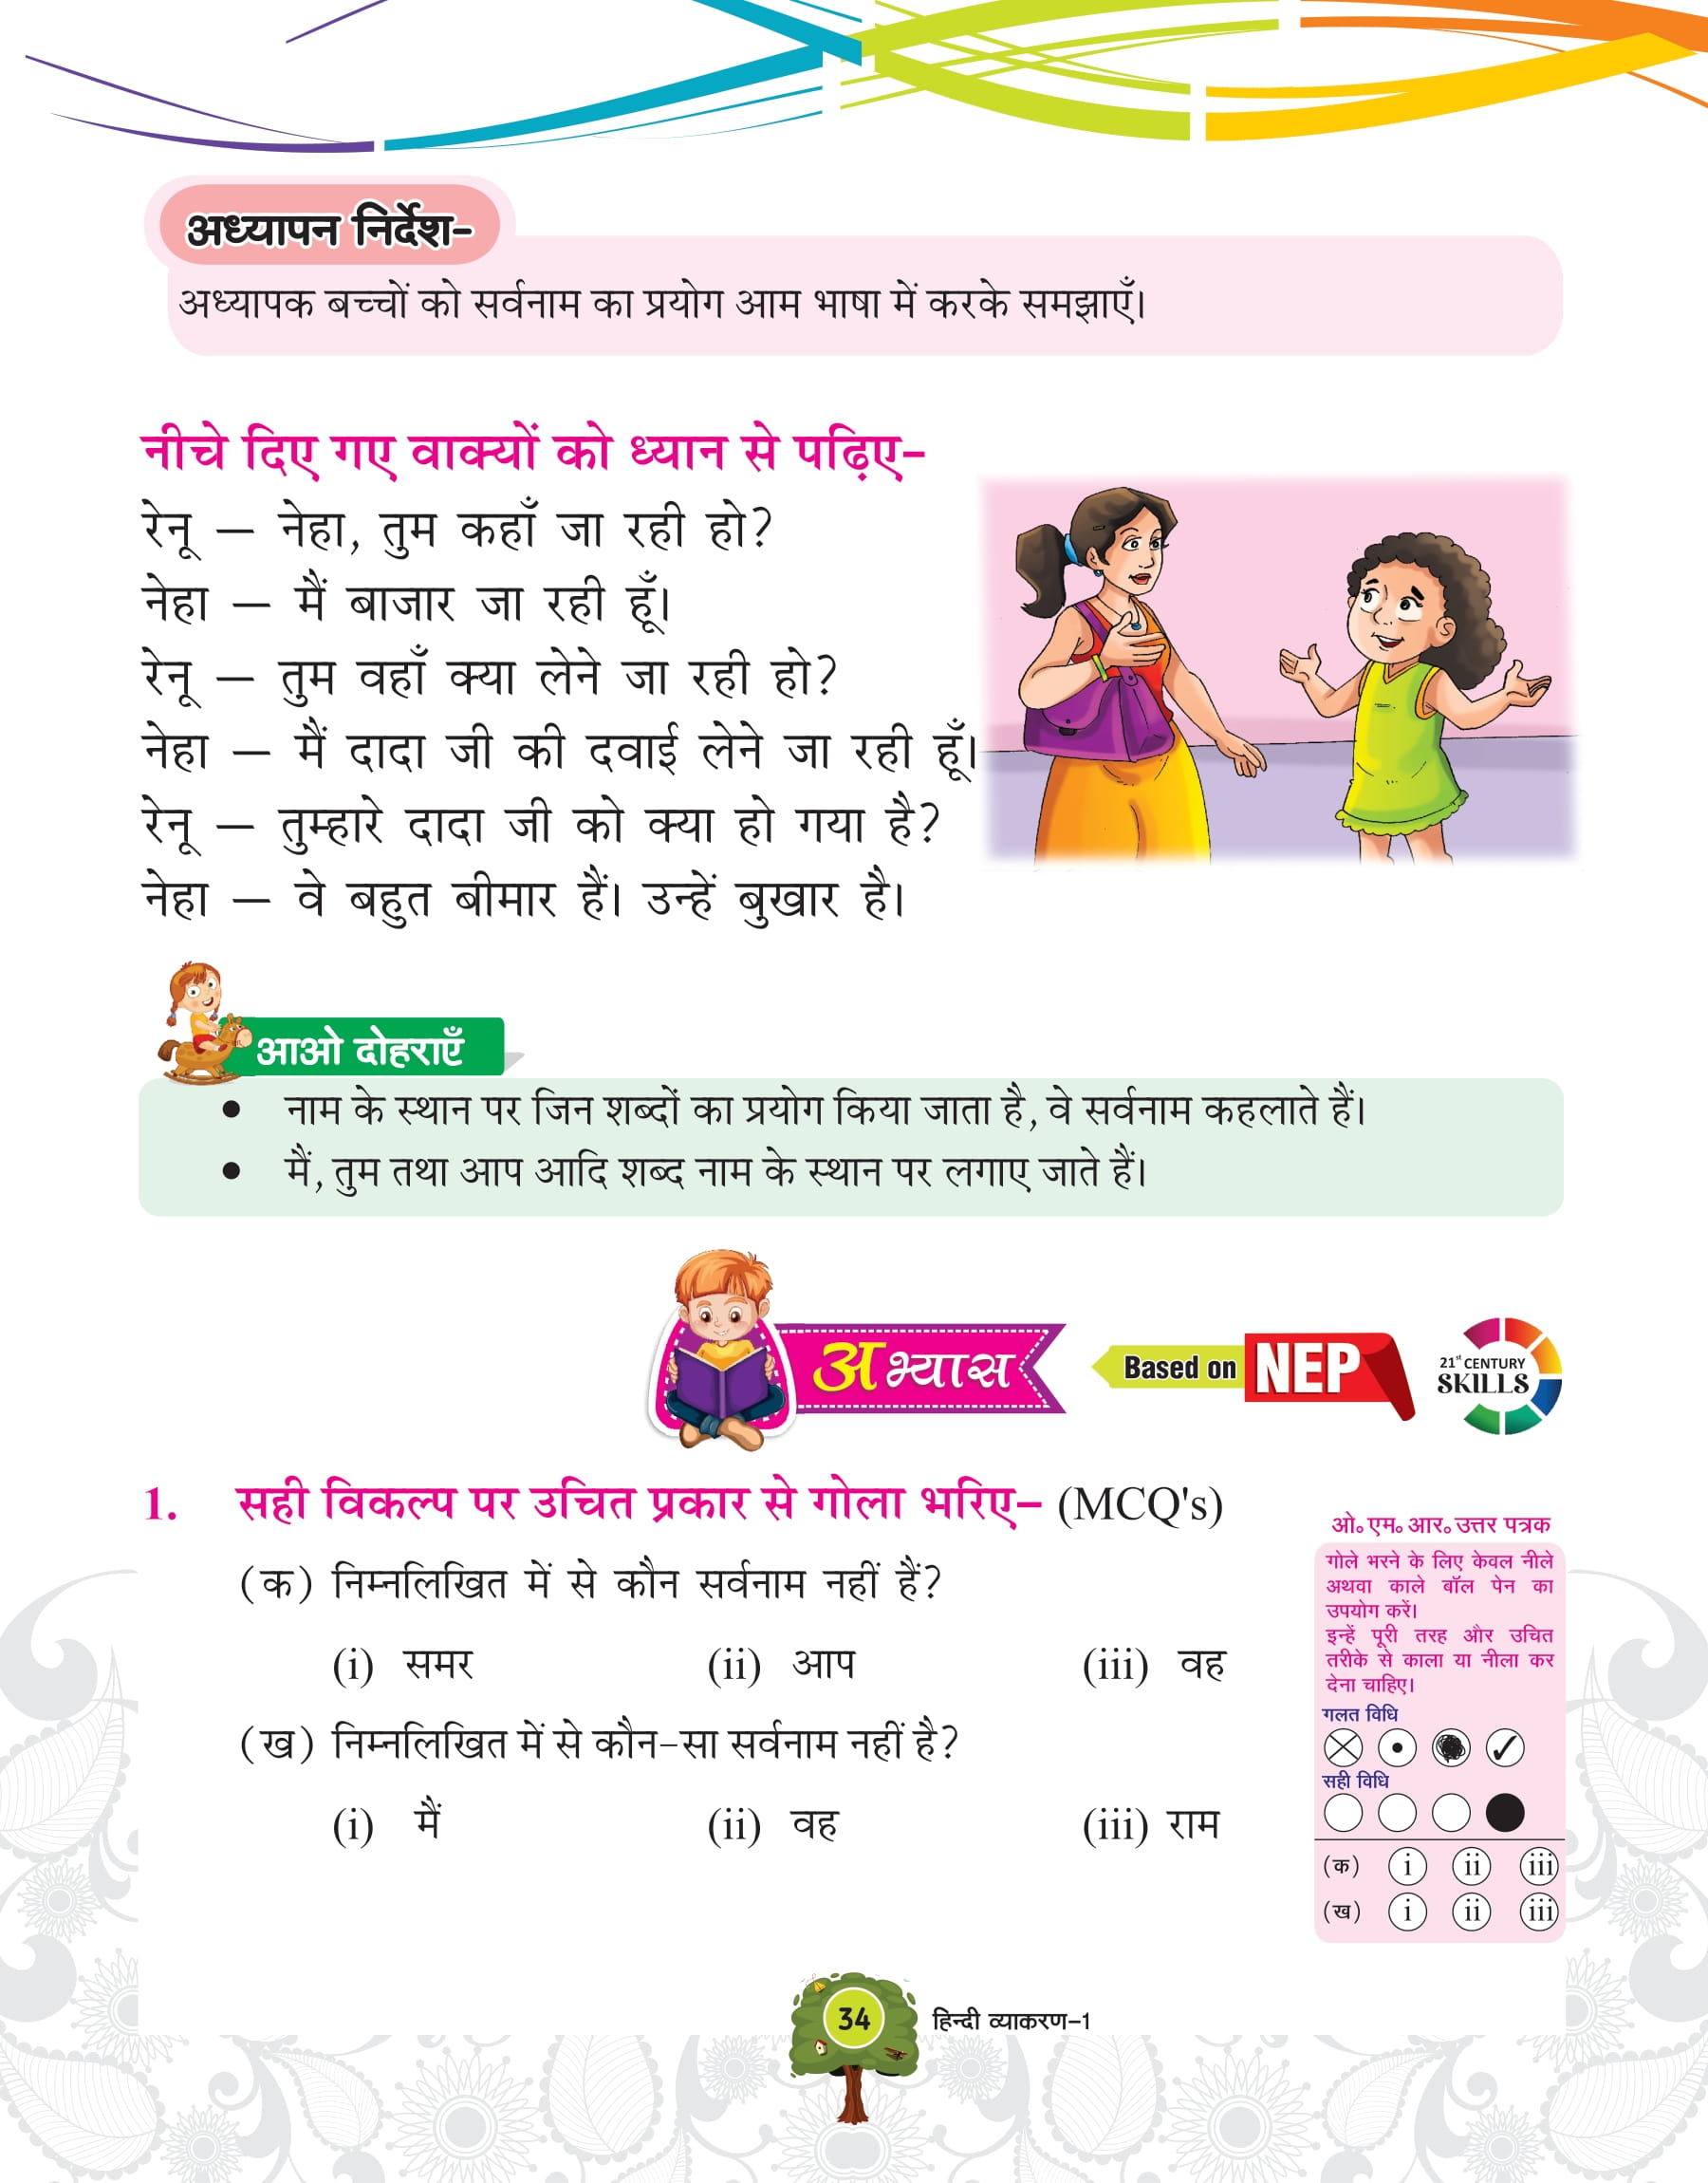 अध्यापन निर्देश-
अध्यापक बच्चों को सर्वनाम का प्रयोग आम भाषा में करके समझाएँ।
नीचे दिए गए वाक्यों को ध्यान से पढ़िए-
रेनू — नेहा, तुम कहाँ जा रही हो?
नेहा — मैं बाजार जा रही हूँ।
रेनू — तुम वहाँ क्या लेने जा रही हो?
नेहा — मैं दादा जी की दवाई लेने जा रही हूँ।
रेनू — तुम्हारे दादा जी को क्या हो गया है?
नेहा — वे बहुत बीमार हैं। उन्हें बुखार है।
आओ दोहराएँ
● नाम के स्थान पर जिन शब्दों का प्रयोग किया जाता है, वे सर्वनाम कहलाते हैं।
● मैं, तुम तथा आप आदि शब्द नाम के स्थान पर लगाए जाते हैं।
अभ्यास
Based on NEP
21st CENTURY
SKILLS
1. सही विकल्प पर उचित प्रकार से गोला भरिए- (MCQ's)
(क) निम्नलिखित में से कौन सर्वनाम नहीं हैं?
(i) समर (ii) आप (iii) वह
(ख) निम्नलिखित में से कौन-सा सर्वनाम नहीं है?
(i) मैं (ii) वह (iii) राम
ओ॰ एम॰ आर॰ उत्तर पत्रक
गोले भरने के लिए केवल नीले
अथवा काले बॉल पेन का
उपयोग करें।
इन्हें पूरी तरह और उचित
तरीके से काला या नीला कर
देना चाहिए।
गलत विधि
सही विधि
(क) i ii iii
(ख) i ii iii
34 हिन्दी व्याकरण-1